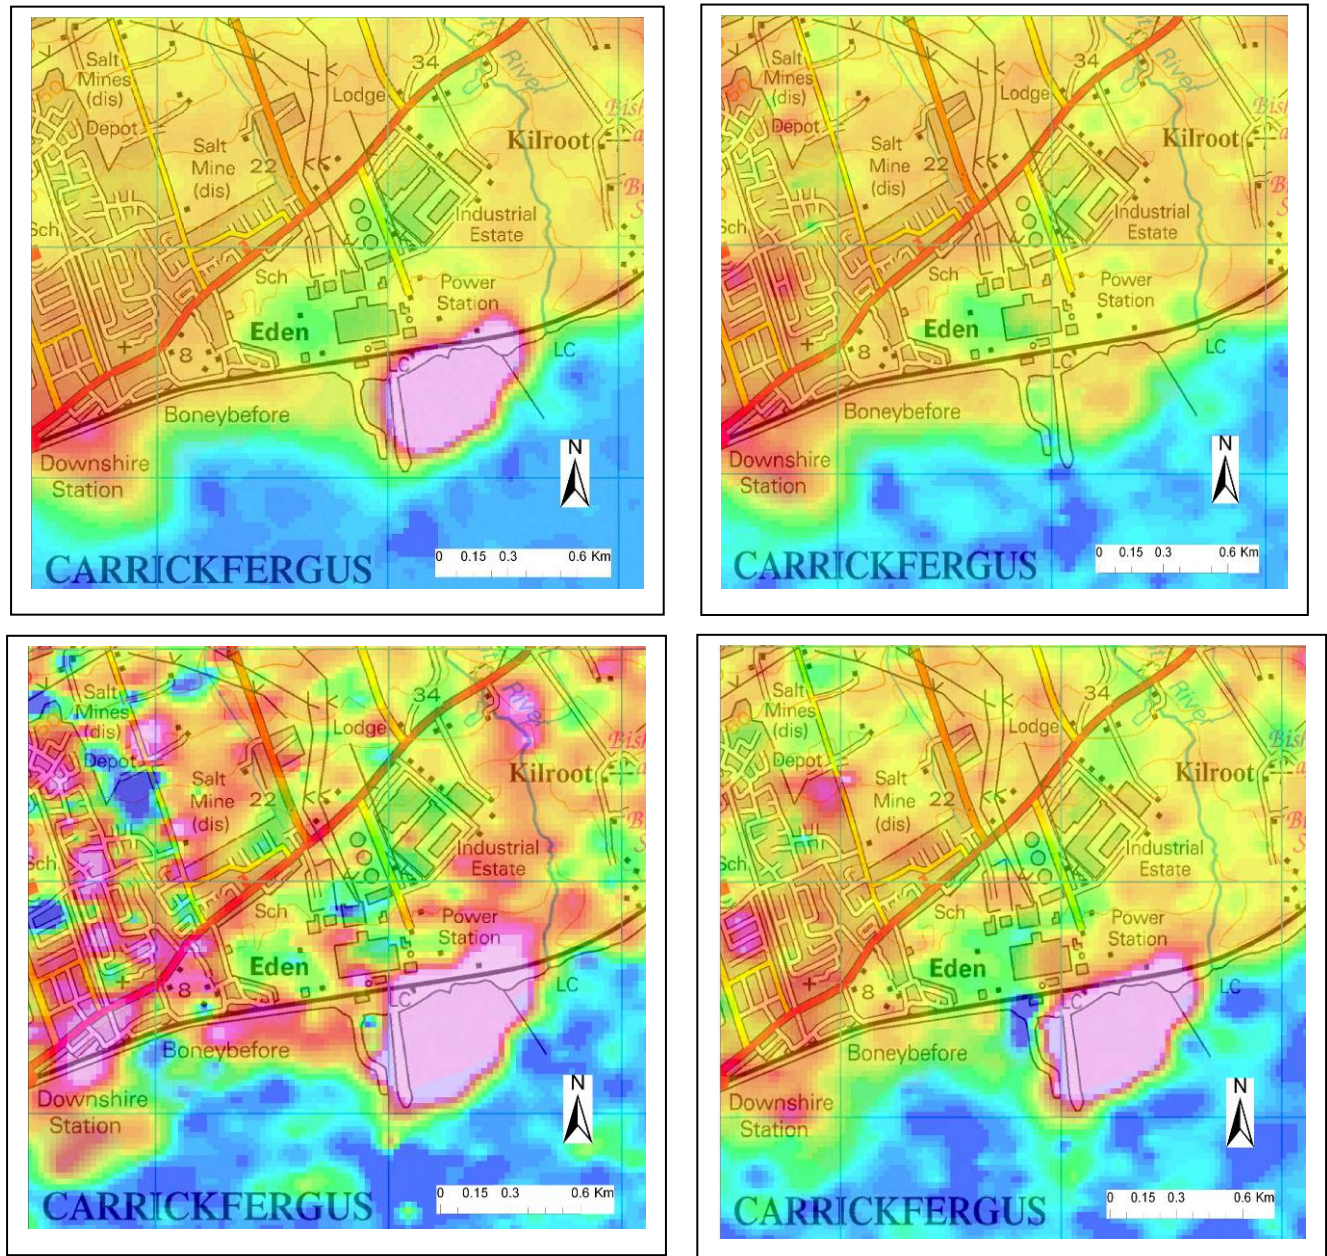 34
River
Salt
Mines
(dis)
Lodge
Depot
Kilroot
Salt
Mine
(dis)
22
Industrial
Estate
Sch
Sch
Power
Station
Eden
8
LC
LC
Boneybefore
N
Downshire
Station
0 0.15 0.3 0.6 Km
CARRICKFERGUS
34
River
Salt
Mines
(dis)
Lodge
Depot
Kilroot
Salt
Mine
(dis)
22
Industrial
Estate
Sch
Sch
Power
Station
Eden
8
LC
Boneybefore
N
Downshire
Station
0 0.15 0.3 0.6 Km
CARRICKFERGUS
34
River
Salt
Mines
(dis)
Lodge
Depot
Kilroot
Salt
Mine
(dis)
22
Industrial
Estate
Sch
Sch
Power
Station
Eden
8
LC
LC
Boneybefore
N
Downshire
Station
0 0.15 0.3 0.6 Km
CARRICKFERGUS
34
River
Salt
Mines
(dis)
Lodge
Depot
Kilroot
Salt
Mine
(dis)
22
Industrial
Estate
Sch
Sch
Power
Station
Eden
8
LC
LC
Boneybefore
N
Downshire
Station
0 0.15 0.3 0.6 Km
CARRICKFERGUS